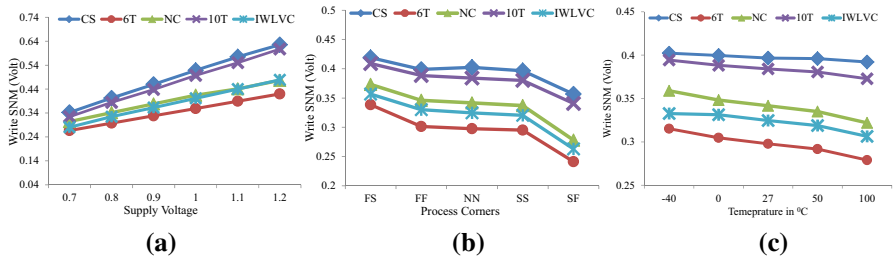 CS 6T NC 10T IWLVC
Write SNM (Volt)
0.74
0.64
0.54
0.44
0.34
0.24
0.14
0.04
0.7 0.8 0.9 1 1.1 1.2
Supply Voltage
(a)
CS 6T NC 10T IWLVC
Write SNM (Volt)
0.5
0.45
0.4
0.35
0.3
0.25
0.2
FS FF NN SS SF
Process Corners
(b)
CS 6T NC 10T IWLVC
Write SNM (Volt)
0.45
0.4
0.35
0.3
0.25
-40 0 27 50 100
Temeprature in ⁰C
(c)